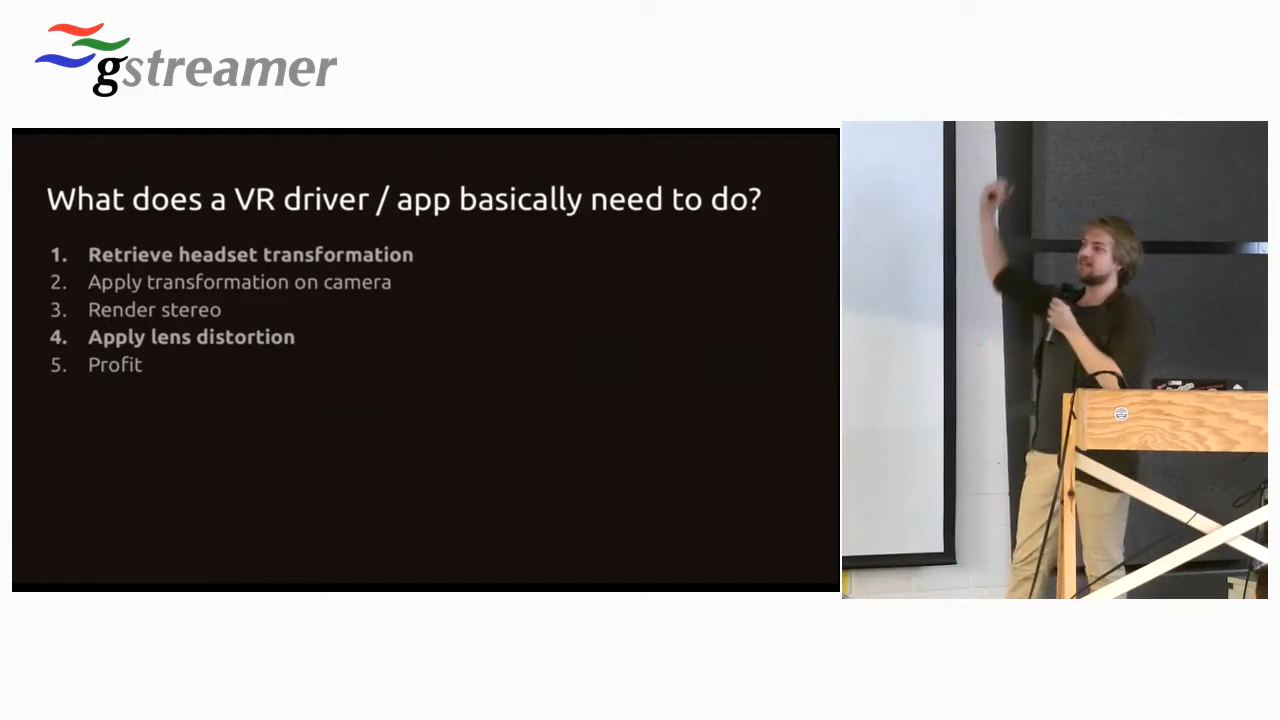 gstreamer
What does a VR driver / app basically need to do?
1. Retrieve headset transformation
2. Apply transformation on camera
3. Render stereo
4. Apply lens distortion
5. Profit